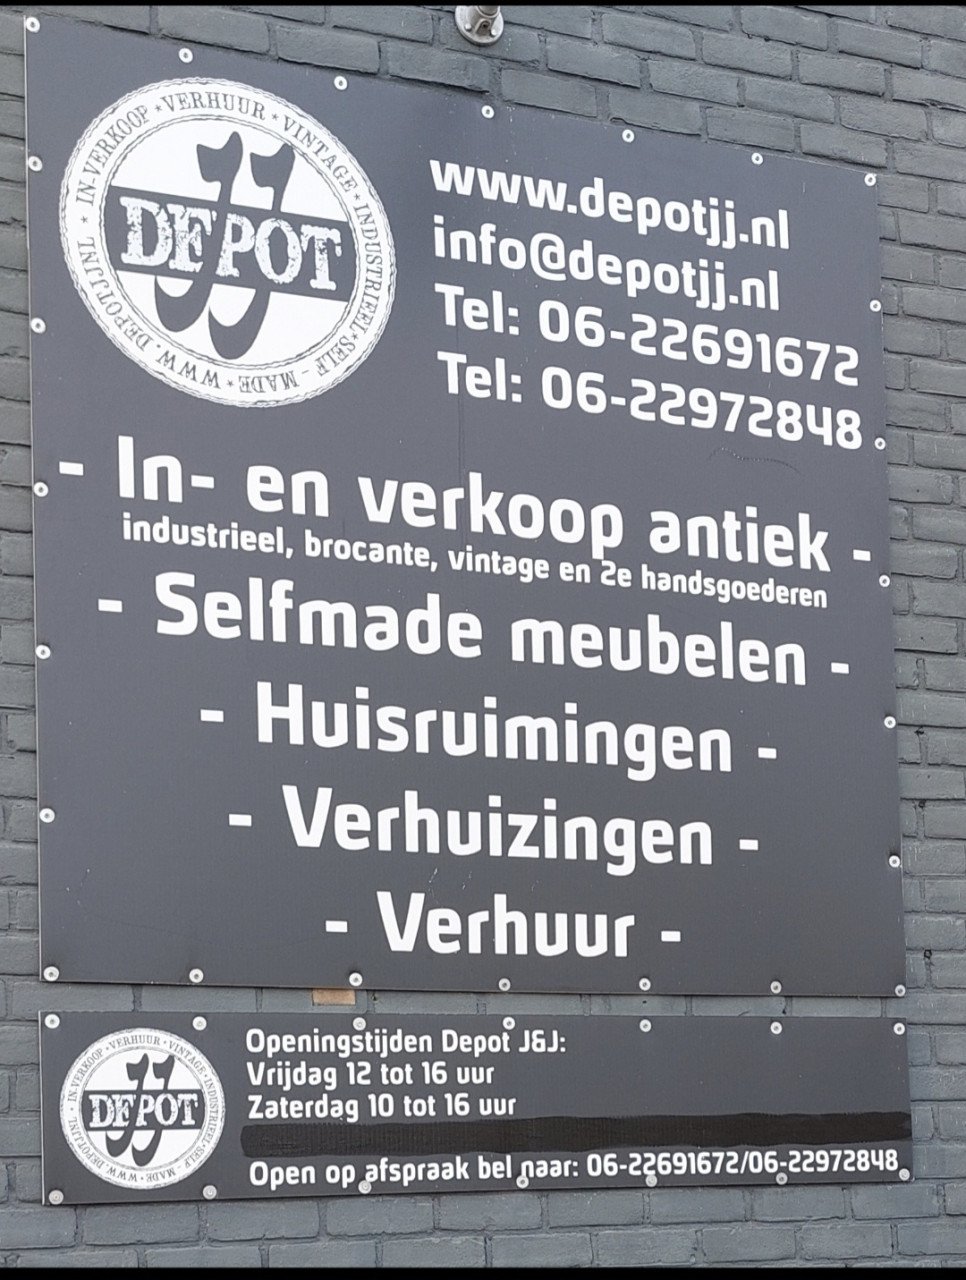 IN-VERKOOP * VERHUUR * VINTAGE * INDUSTRIEEL * SELF - MADE * WWW. DEPOTJJ.NL *
JJ
DEPOT
www.depotjj.nl
info@depotjj.nl
Tel: 06-22691672
Tel: 06-22972848
- In- en verkoop antiek -
industrieel, brocante, vintage en 2e handsgoederen
- Selfmade meubelen -
- Huisruimingen -
- Verhuizingen -
- Verhuur -
IN-VERKOOP * VERHUUR * VINTAGE * INDUSTRIEEL * SELF - MADE * WWW. DEPOTJJ.NL *
JJ
DEPOT
Openingstijden Depot J&J:
Vrijdag 12 tot 16 uur
Zaterdag 10 tot 16 uur
Open op afspraak bel naar: 06-22691672/06-22972848